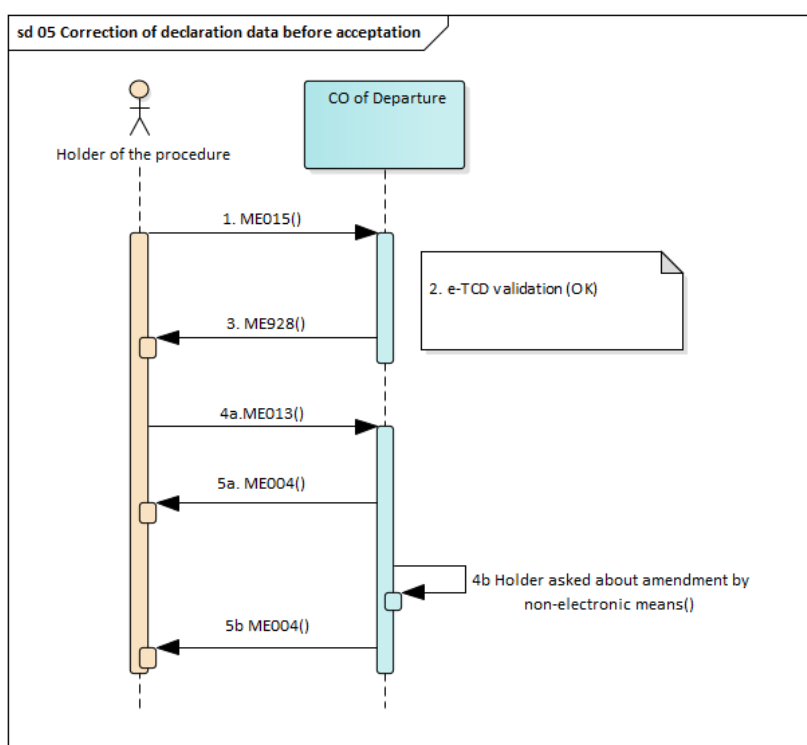 sd 05 Correction of declaration data before acceptation
CO of Departure
Holder of the procedure
1. ME015()
2. e-TCD validation (OK)
3. ME928()
4a.ME013()
5a. ME004()
4b Holder asked about amendment by
non-electronic means()
5b ME004()